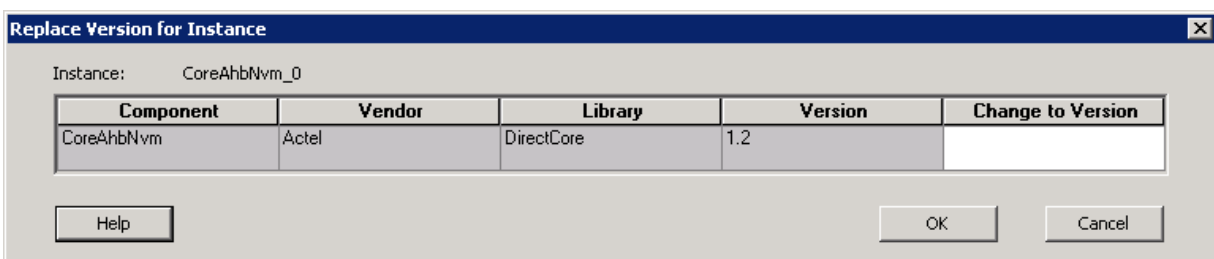 Replace Version for Instance
Instance: CoreAhbNvm_0
Component Vendor Library Version Change to Version
CoreAhbNvm Actel DirectCore 1.2
Help OK Cancel